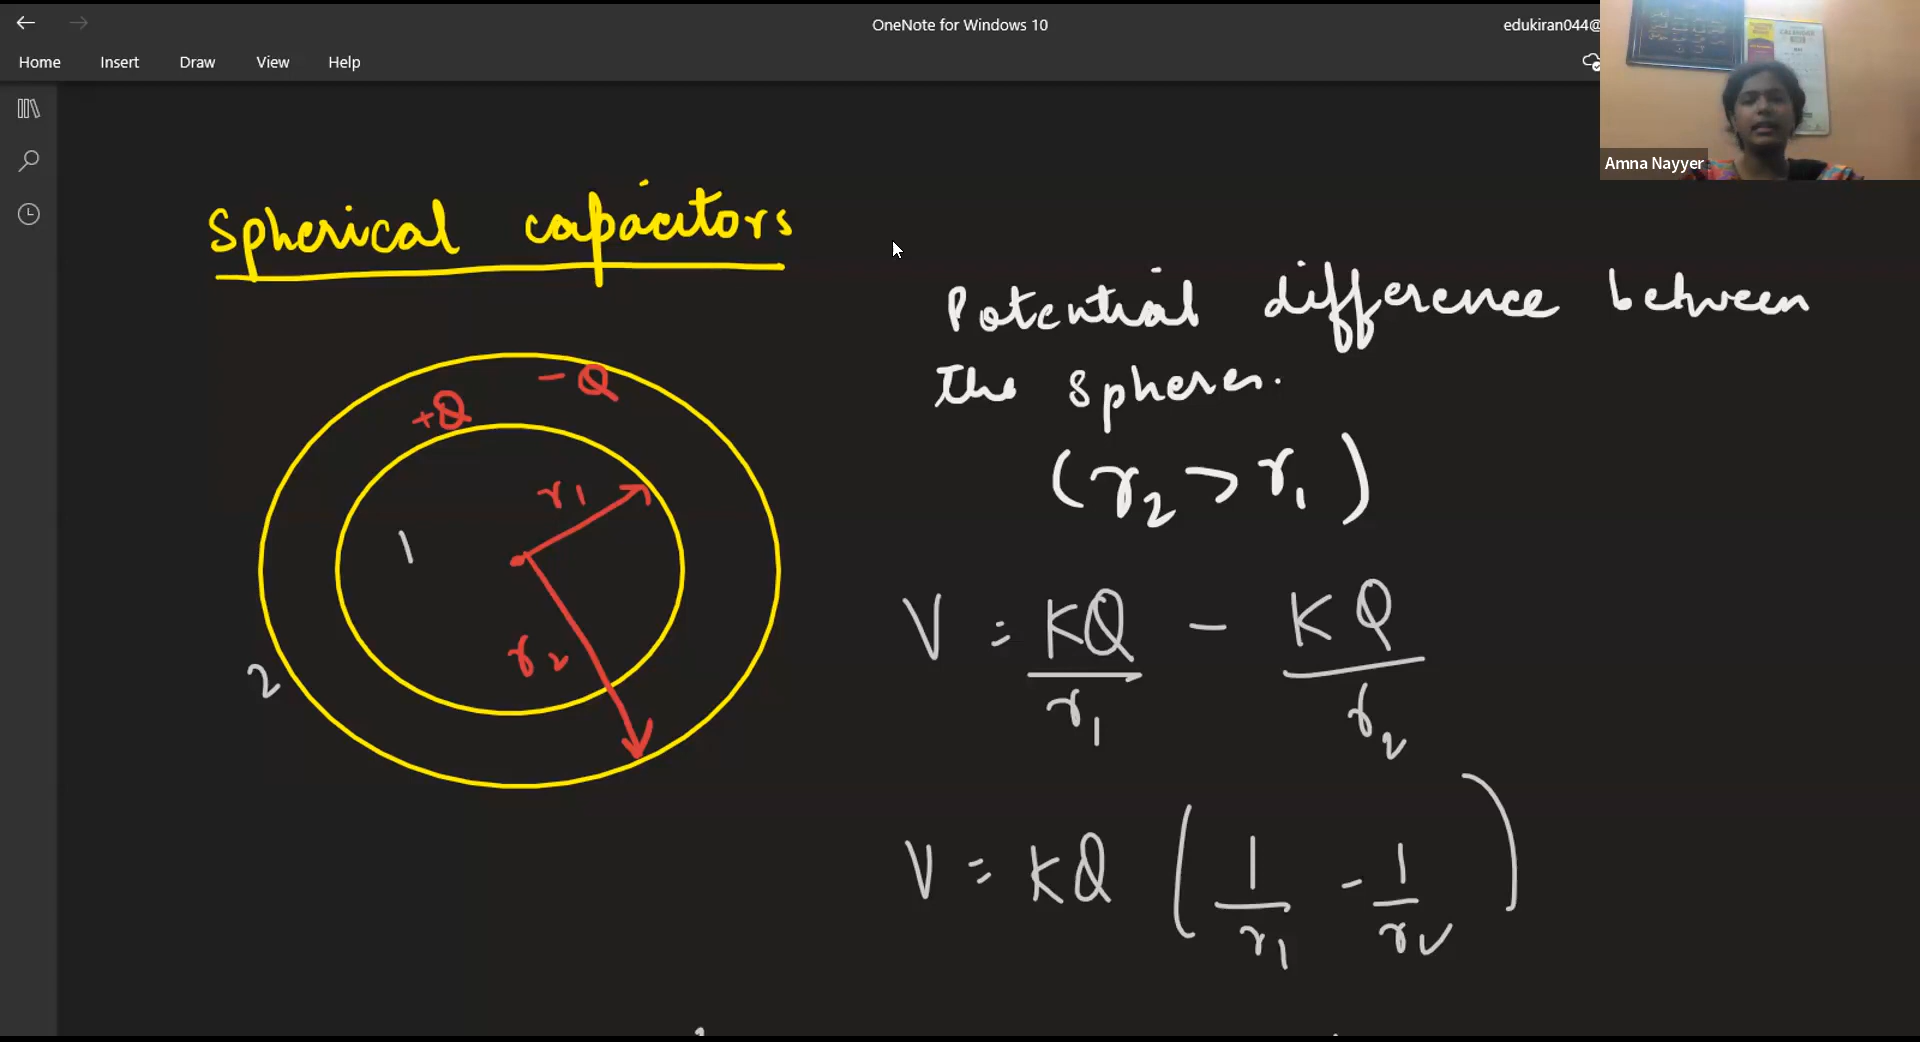 OneNote for Windows 10
edukiran044@
Home Insert Draw View Help
Amna Nayyer
Spherical capacitors
Potential difference between
the spheres.
(r₂ > r₁)
+Q
- Q
r₁
1
r₂
2
V = KQ/r₁ - KQ/r₂
V = KQ (1/r₁ - 1/r₂)